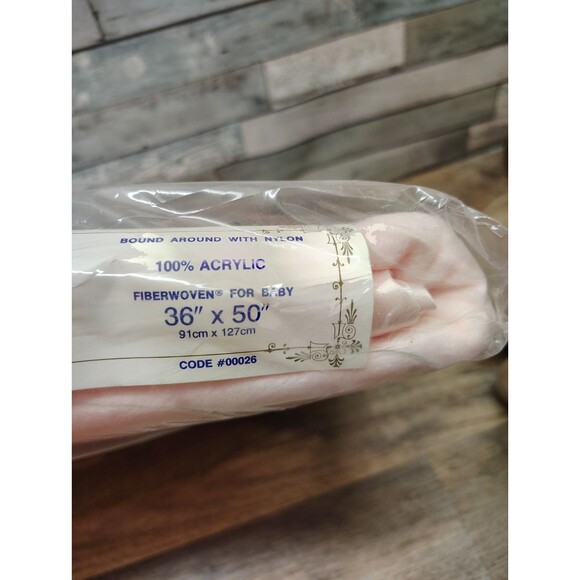 BOUND AROUND WITH NYLON
100% ACRYLIC
FIBERWOVEN® FOR BABY
36" x 50"
91cm x 127cm
CODE #00026